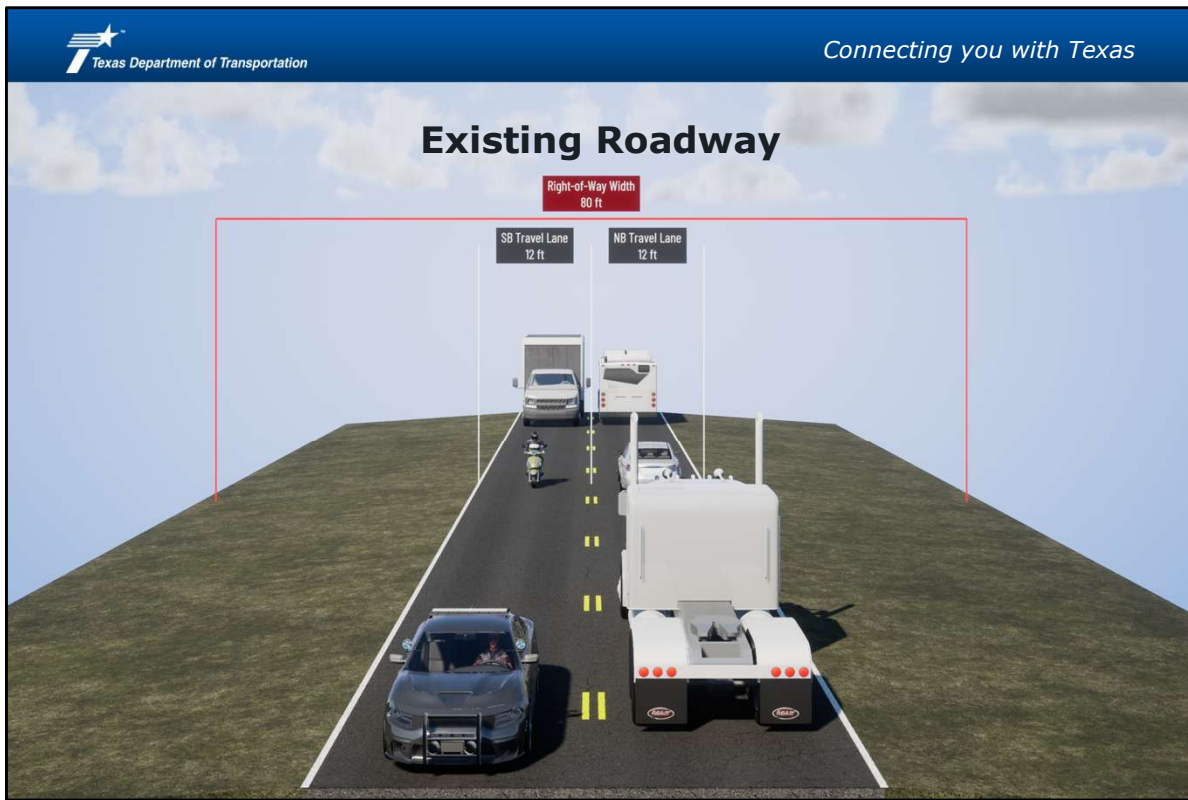 Texas Department of Transportation
Connecting you with Texas
Existing Roadway
Right-of-Way Width
80 ft
SB Travel Lane
12 ft
NB Travel Lane
12 ft